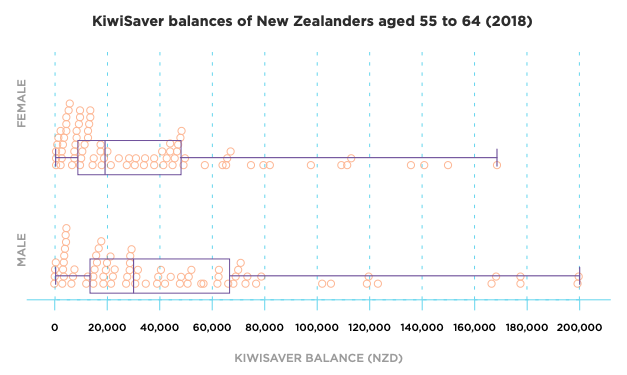 KiwiSaver balances of New Zealanders aged 55 to 64 (2018)
FEMALE
MALE
0 20,000 40,000 60,000 80,000 100,000 120,000 140,000 160,000 180,000 200,000
KIWISAVER BALANCE (NZD)